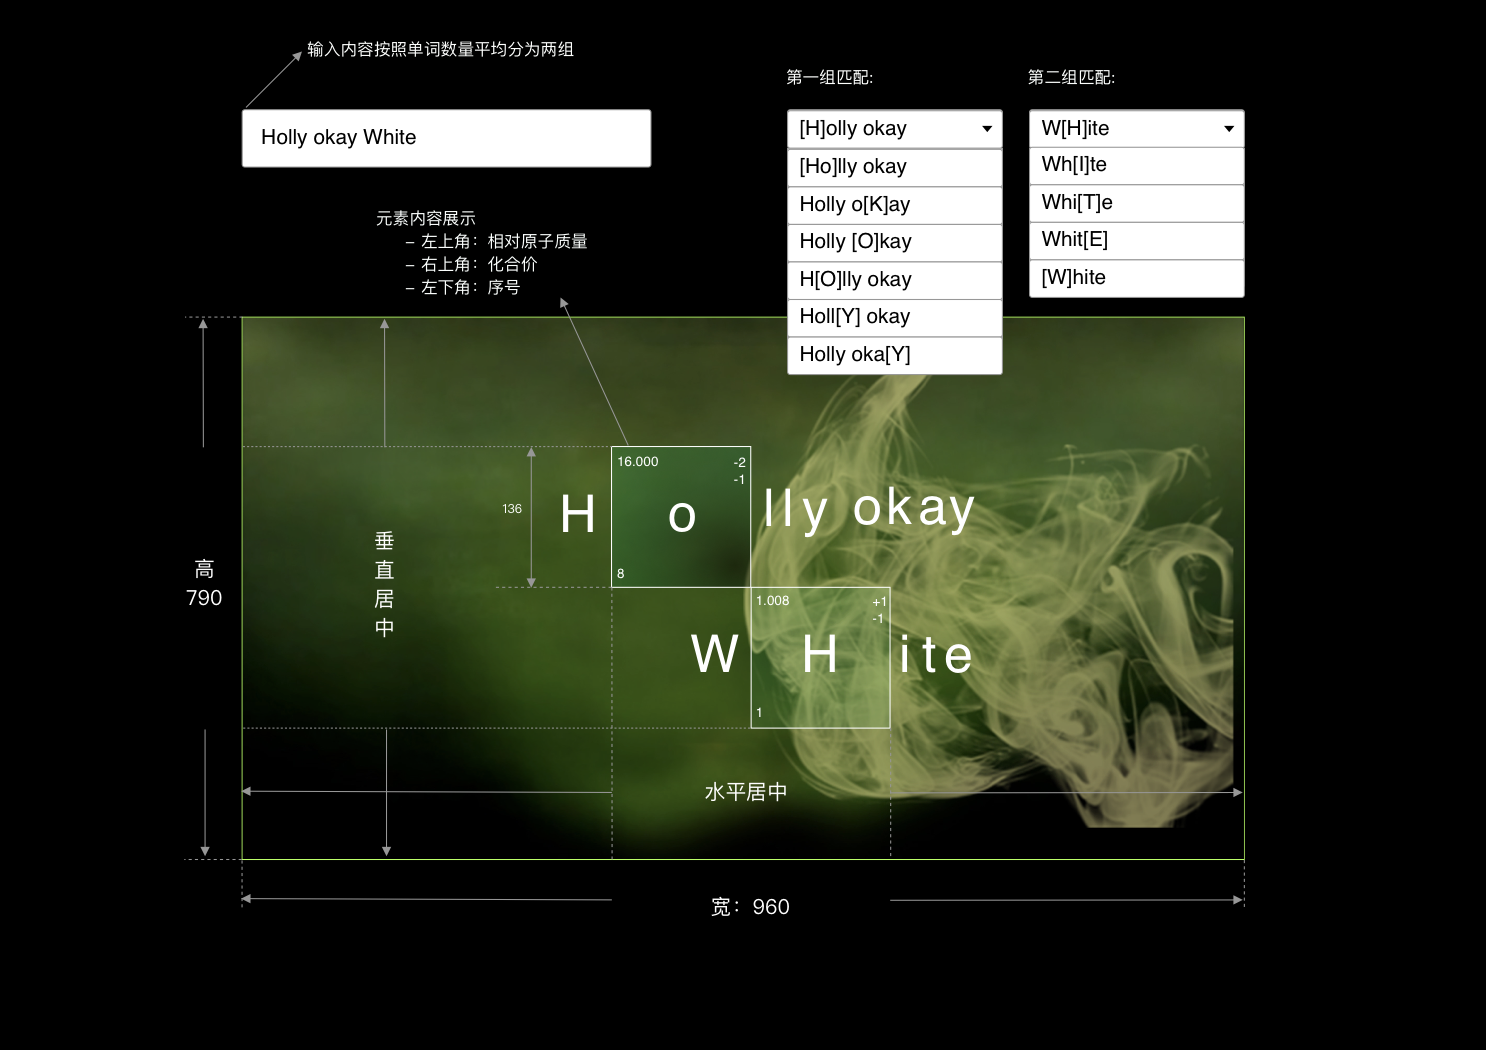 输入内容按照单词数量平均分为两组
Holly okay White
第一组匹配:
[H]olly okay
[Ho]lly okay
Holly o[K]ay
Holly [O]kay
H[O]lly okay
Holl[Y] okay
Holly oka[Y]
第二组匹配:
W[H]ite
Wh[I]te
Whi[T]e
Whit[E]
[W]hite
元素内容展示
– 左上角：相对原子质量
– 右上角：化合价
– 左下角：序号
16.000
-2
-1
136
H o lly okay
8
1.008
+1
-1
W H ite
1
高
790
垂
直
居
中
水平居中
宽：960